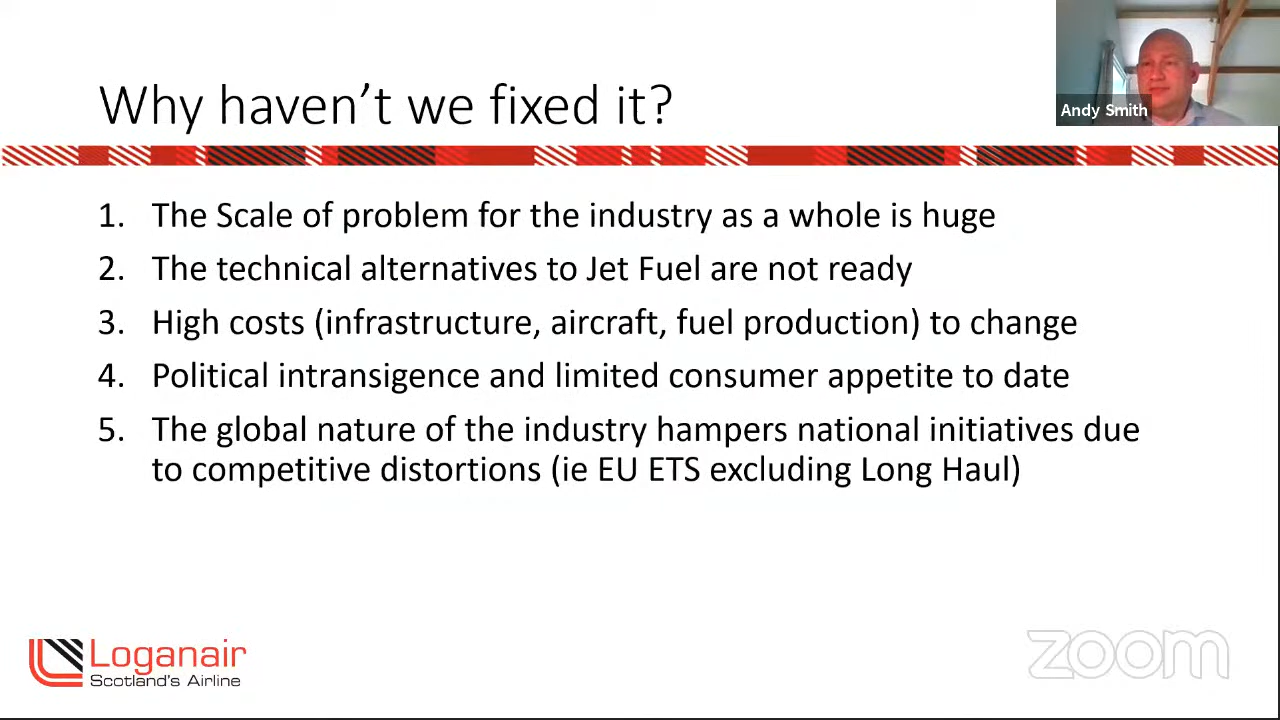 Why haven't we fixed it?
Andy Smith
1. The Scale of problem for the industry as a whole is huge
2. The technical alternatives to Jet Fuel are not ready
3. High costs (infrastructure, aircraft, fuel production) to change
4. Political intransigence and limited consumer appetite to date
5. The global nature of the industry hampers national initiatives due
to competitive distortions (ie EU ETS excluding Long Haul)
Loganair
Scotland's Airline
zoom